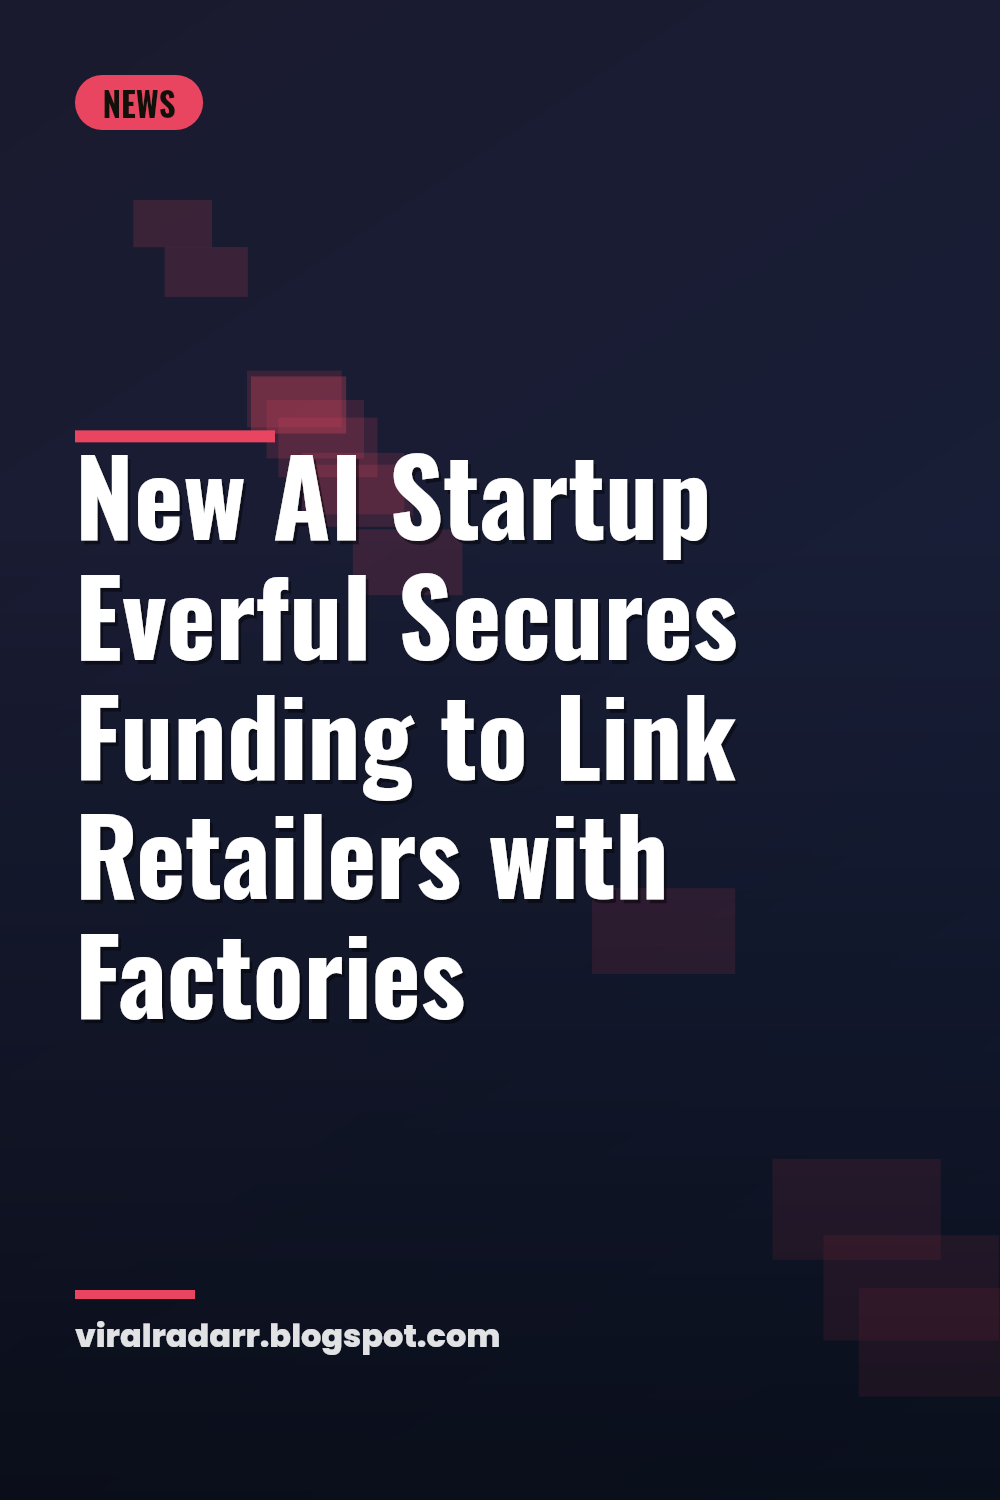 NEWS
New AI Startup
Everful Secures
Funding to Link
Retailers with
Factories
viralradarr.blogspot.com